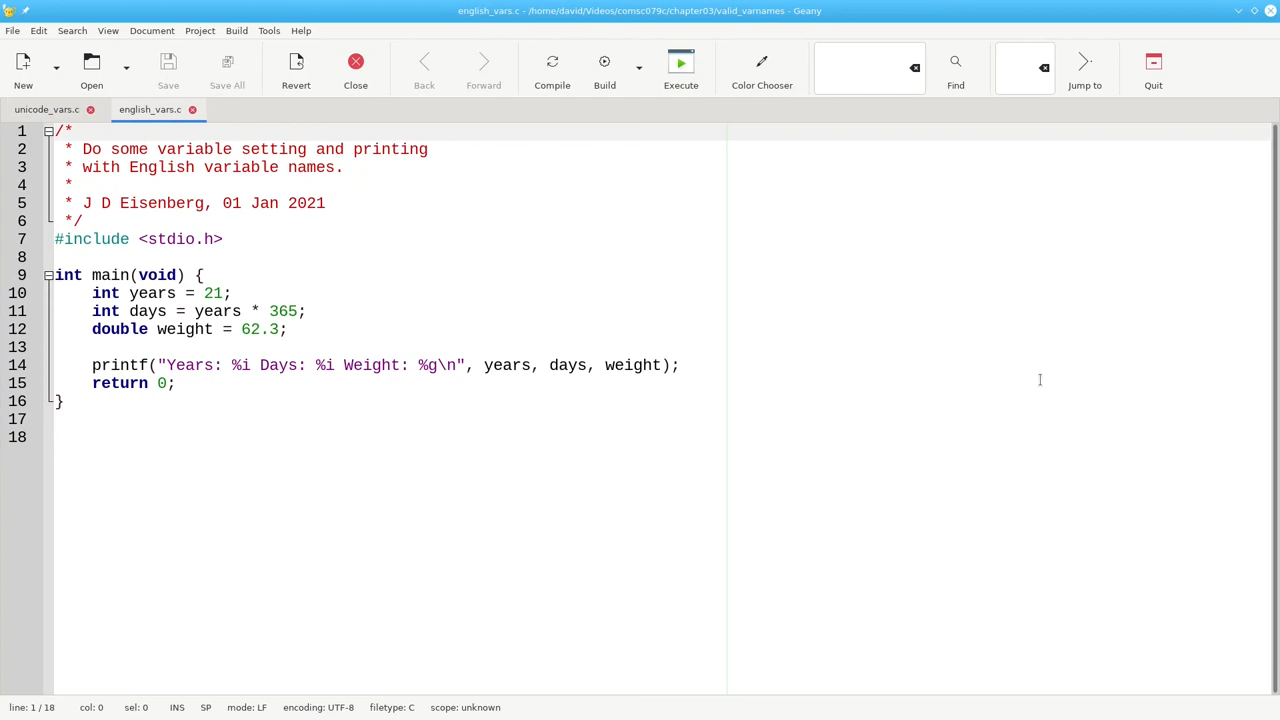 english_vars.c - /home/david/Videos/comsc079c/chapter03/valid_varnames - Geany
File Edit Search View Document Project Build Tools Help
New Open Save Save All Revert Close Back Forward Compile Build Execute Color Chooser Find Jump to Quit
unicode_vars.c english_vars.c
1 /*
2  * Do some variable setting and printing
3  * with English variable names.
4  *
5  * J D Eisenberg, 01 Jan 2021
6  */
7 #include <stdio.h>
8
9 int main(void) {
10     int years = 21;
11     int days = years * 365;
12     double weight = 62.3;
13
14     printf("Years: %i Days: %i Weight: %g\n", years, days, weight);
15     return 0;
16 }
17
18
line: 1 / 18 col: 0 sel: 0 INS SP mode: LF encoding: UTF-8 filetype: C scope: unknown